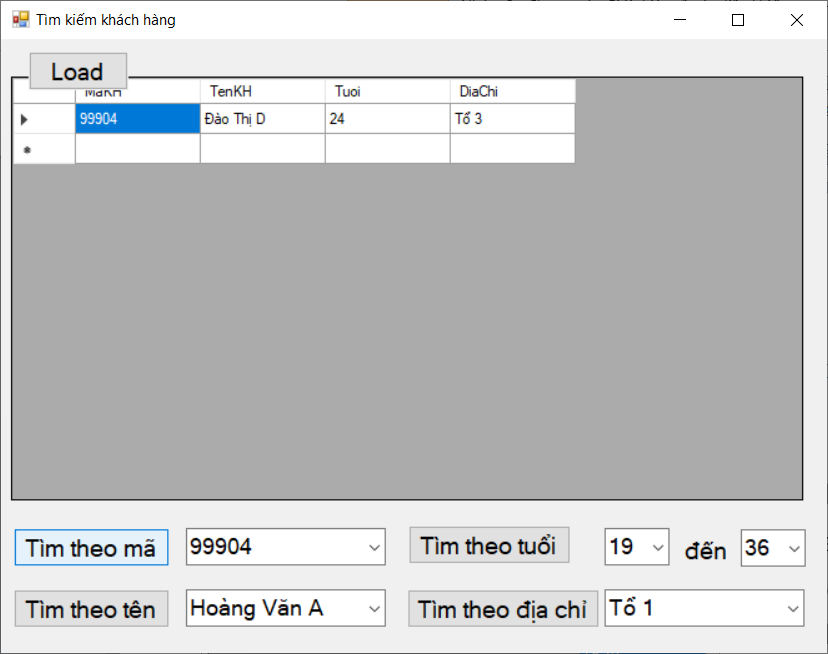 Tìm kiếm khách hàng
Load
MaKH TenKH Tuoi DiaChi
99904 Đào Thị D 24 Tổ 3
Tìm theo mã 99904 Tìm theo tuổi 19 đến 36
Tìm theo tên Hoàng Văn A Tìm theo địa chỉ Tổ 1